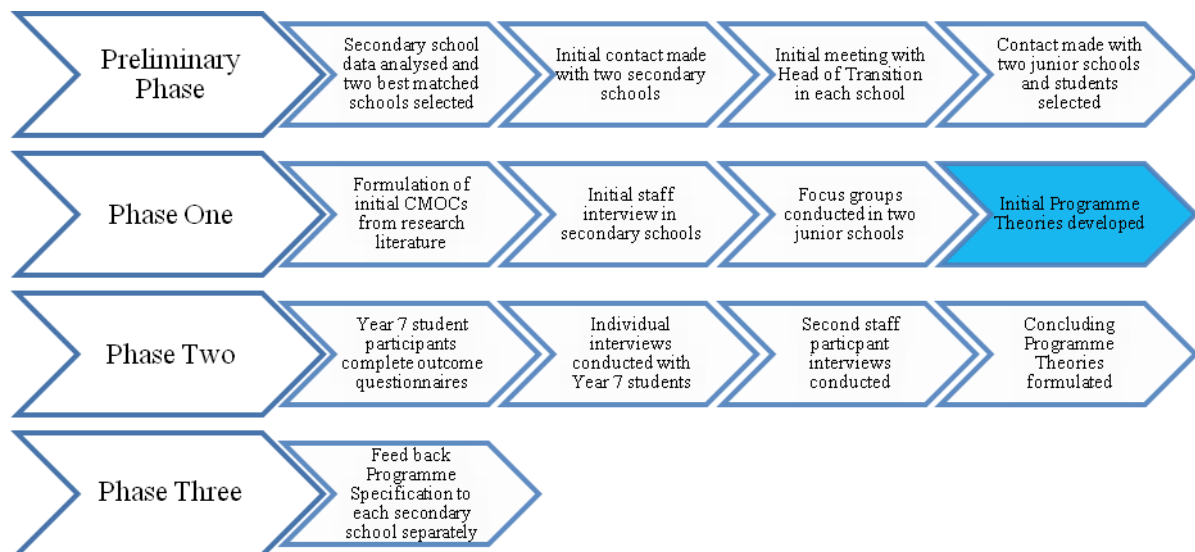 Preliminary
Phase
Secondary school
data analysed and
two best matched
schools selected
Initial contact made
with two secondary
schools
Initial meeting with
Head of Transition
in each school
Contact made with
two junior schools
and students
selected
Phase One
Formulation of
initial CMOCs
from research
literature
Initial staff
interview in
secondary schools
Focus groups
conducted in two
junior schools
Initial Programme
Theories developed
Phase Two
Year 7 student
participants
complete outcome
questionnaires
Individual
interviews
conducted with
Year 7 students
Second staff
particpant
interviews
conducted
Concluding
Programme
Theories
formulated
Phase Three
Feed back
Programme
Specification to
each secondary
school separately